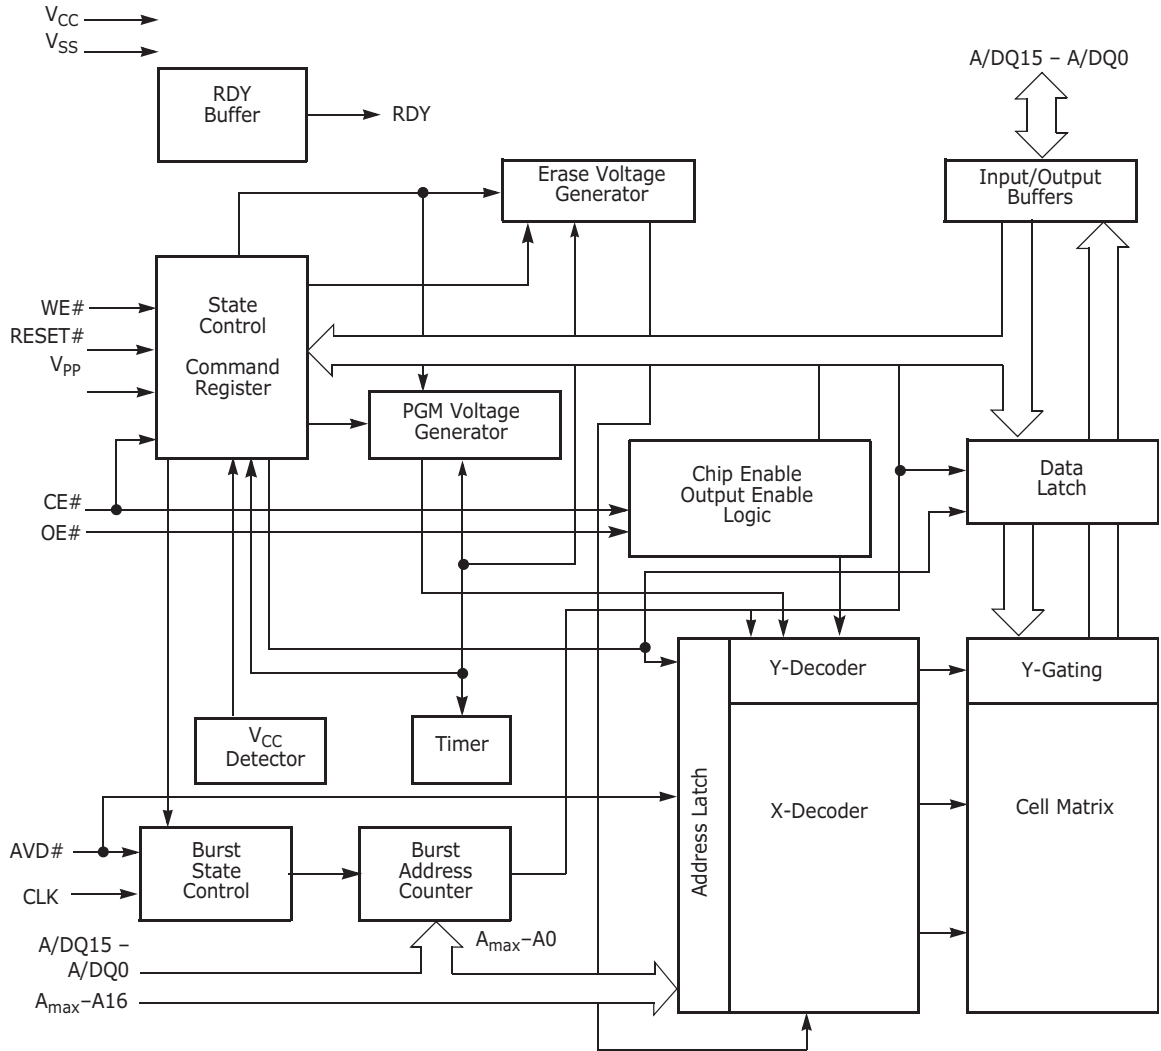 VCC
VSS
RDY
Buffer
RDY
A/DQ15 – A/DQ0
Erase Voltage
Generator
Input/Output
Buffers
WE#
RESET#
VPP
State
Control
Command
Register
PGM Voltage
Generator
CE#
OE#
Chip Enable
Output Enable
Logic
Data
Latch
Y-Decoder
Y-Gating
VCC
Detector
Timer
Address Latch
X-Decoder
Cell Matrix
AVD#
CLK
Burst
State
Control
Burst
Address
Counter
A/DQ15 –
A/DQ0
Amax–A0
Amax–A16